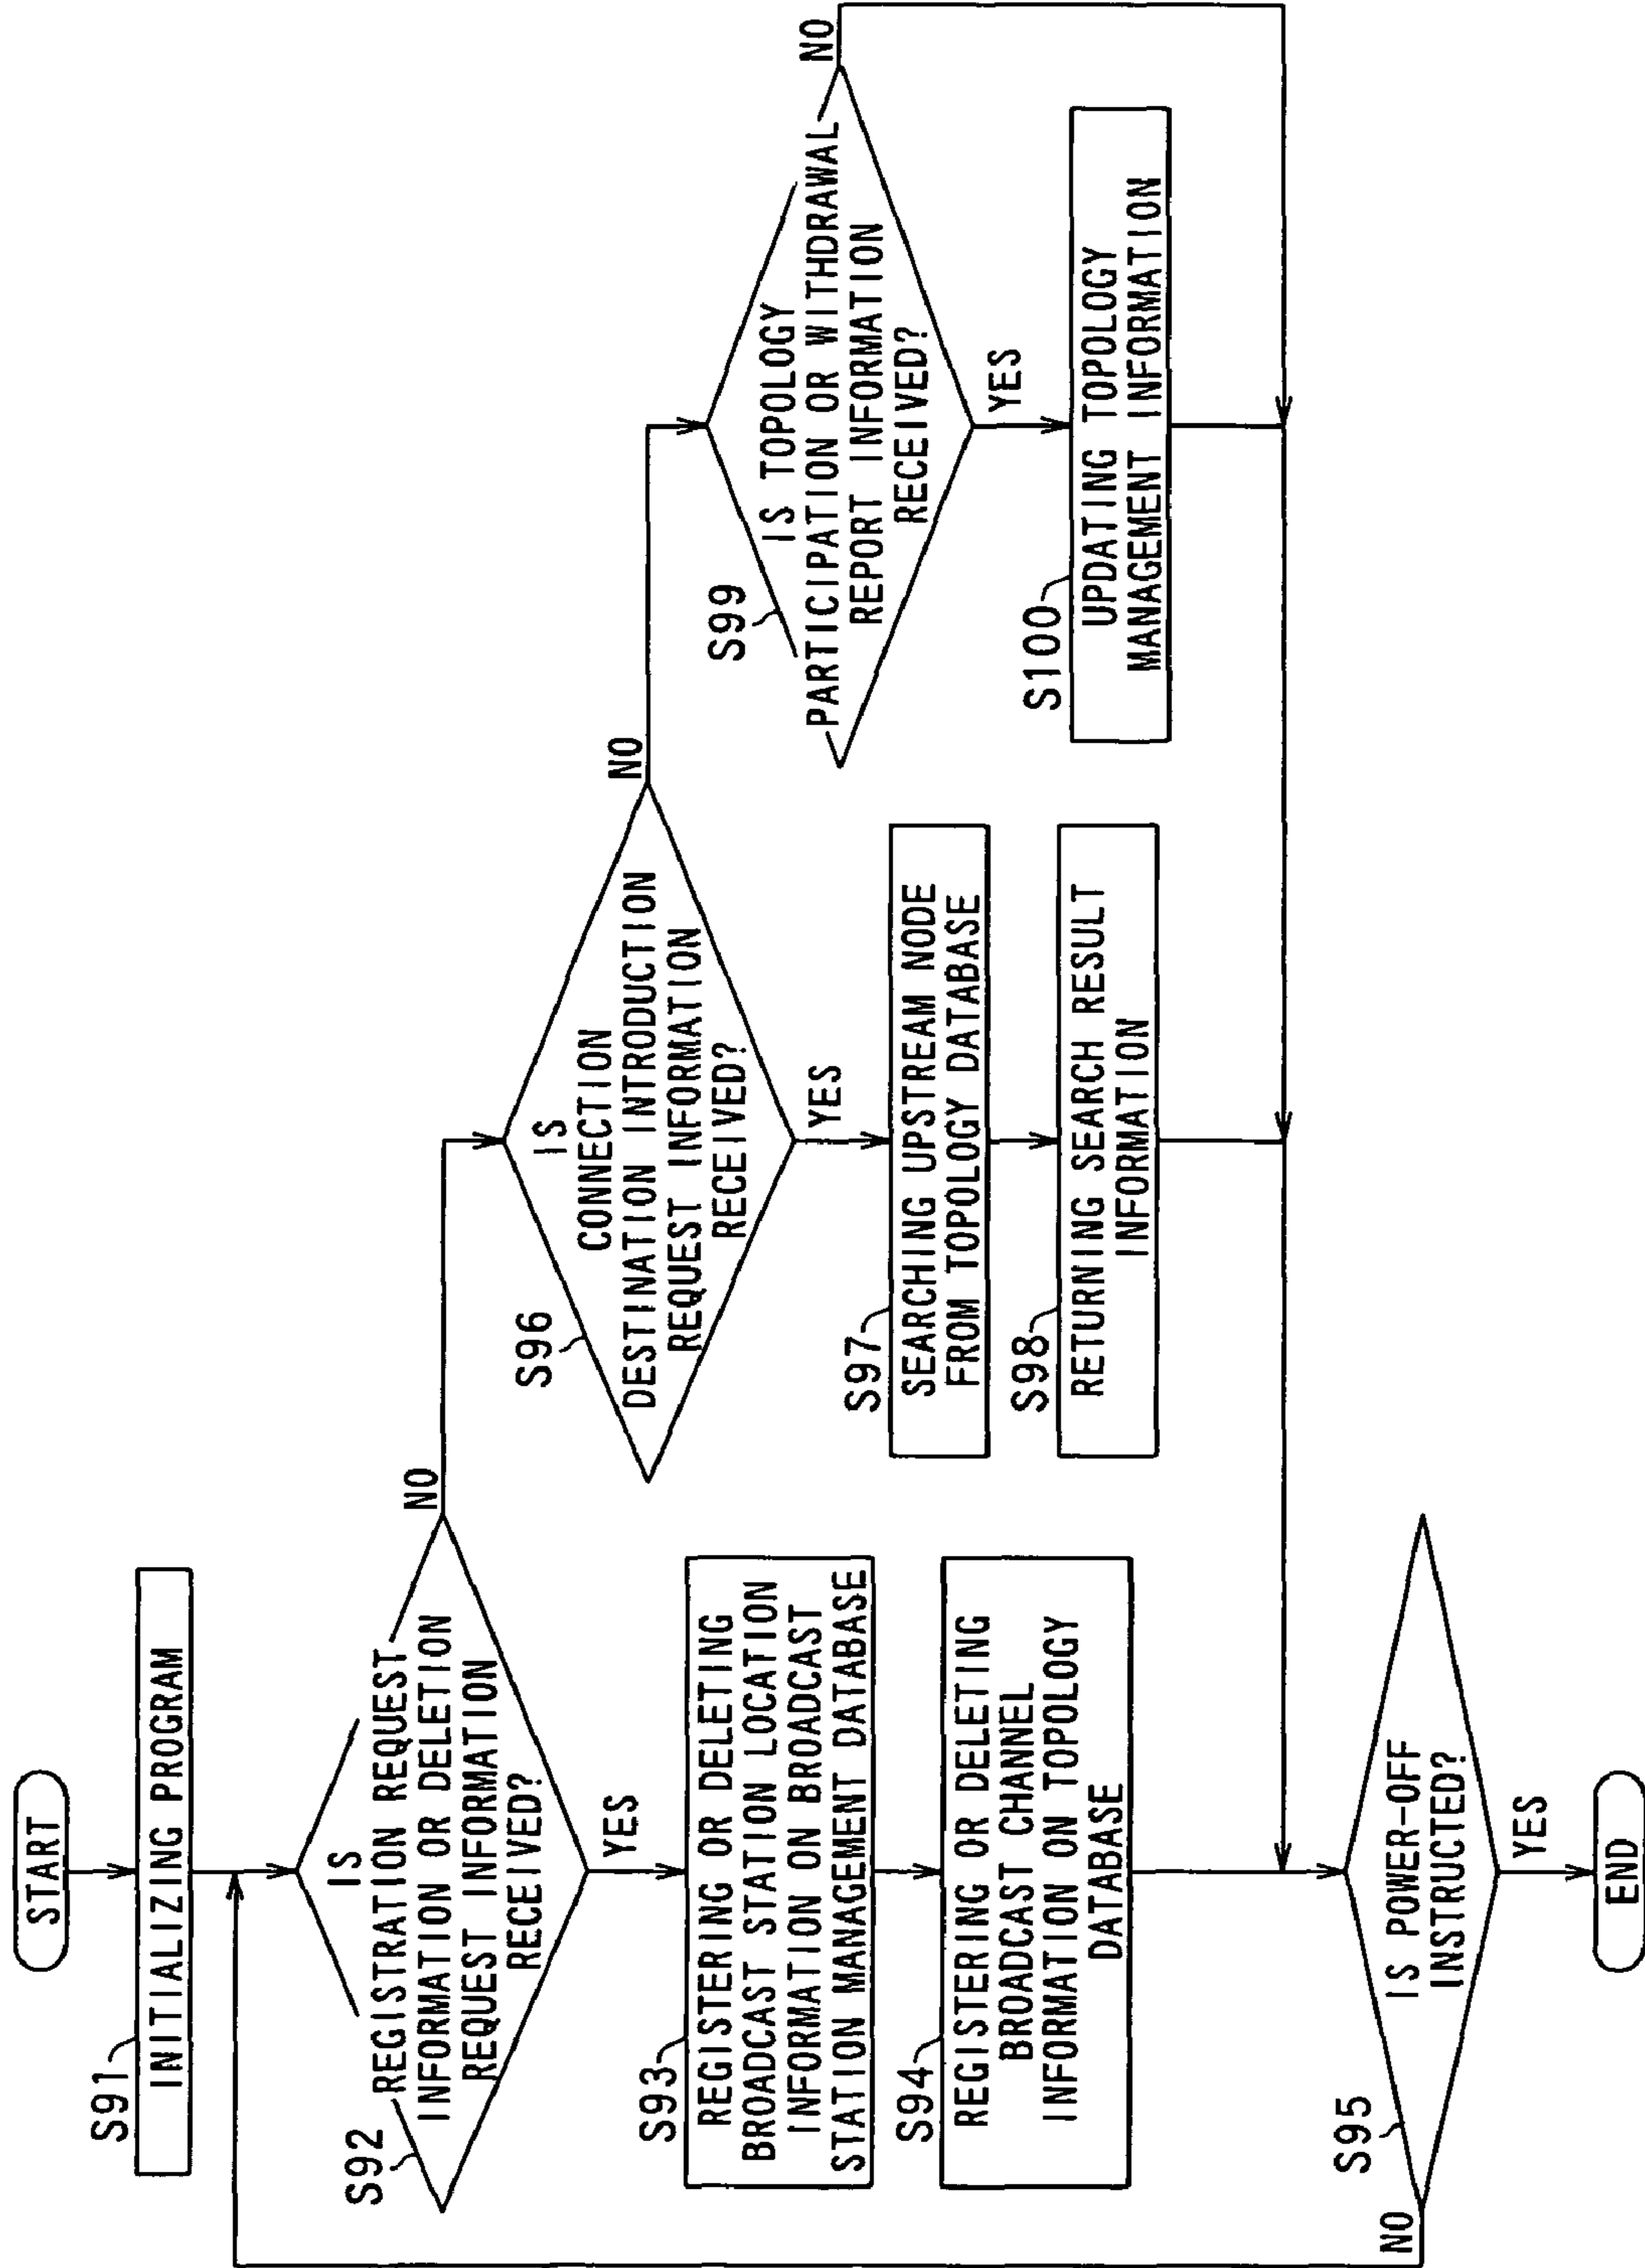 START
S91
INITIALIZING PROGRAM
S92
IS
REGISTRATION REQUEST
INFORMATION OR DELETION
REQUEST INFORMATION
RECEIVED?
NO
YES
S93
REGISTERING OR DELETING
BROADCAST STATION LOCATION
INFORMATION ON BROADCAST
STATION MANAGEMENT DATABASE
S94
REGISTERING OR DELETING
BROADCAST CHANNEL
INFORMATION ON TOPOLOGY
DATABASE
S95
IS POWER-OFF
INSTRUCTED?
NO
YES
END
S96
IS
CONNECTION
DESTINATION INTRODUCTION
REQUEST INFORMATION
RECEIVED?
NO
YES
S97
SEARCHING UPSTREAM NODE
FROM TOPOLOGY DATABASE
S98
RETURNING SEARCH RESULT
INFORMATION
S99
IS TOPOLOGY
PARTICIPATION OR WITHDRAWAL
REPORT INFORMATION
RECEIVED?
NO
YES
S100
UPDATING TOPOLOGY
MANAGEMENT INFORMATION